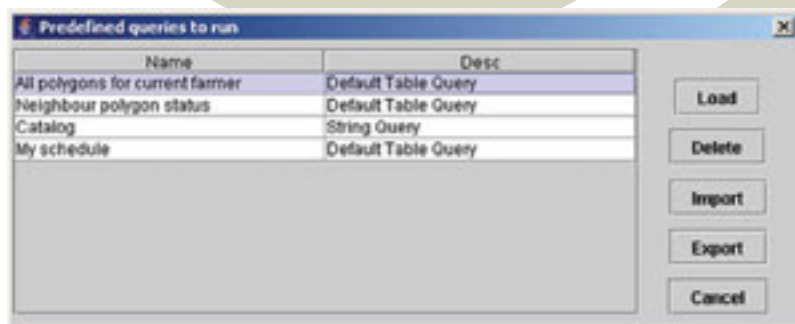 Predefined queries to run
Name Desc
All polygons for current farmer Default Table Query
Neighbour polygon status Default Table Query
Catalog String Query
My schedule Default Table Query
Load
Delete
Import
Export
Cancel